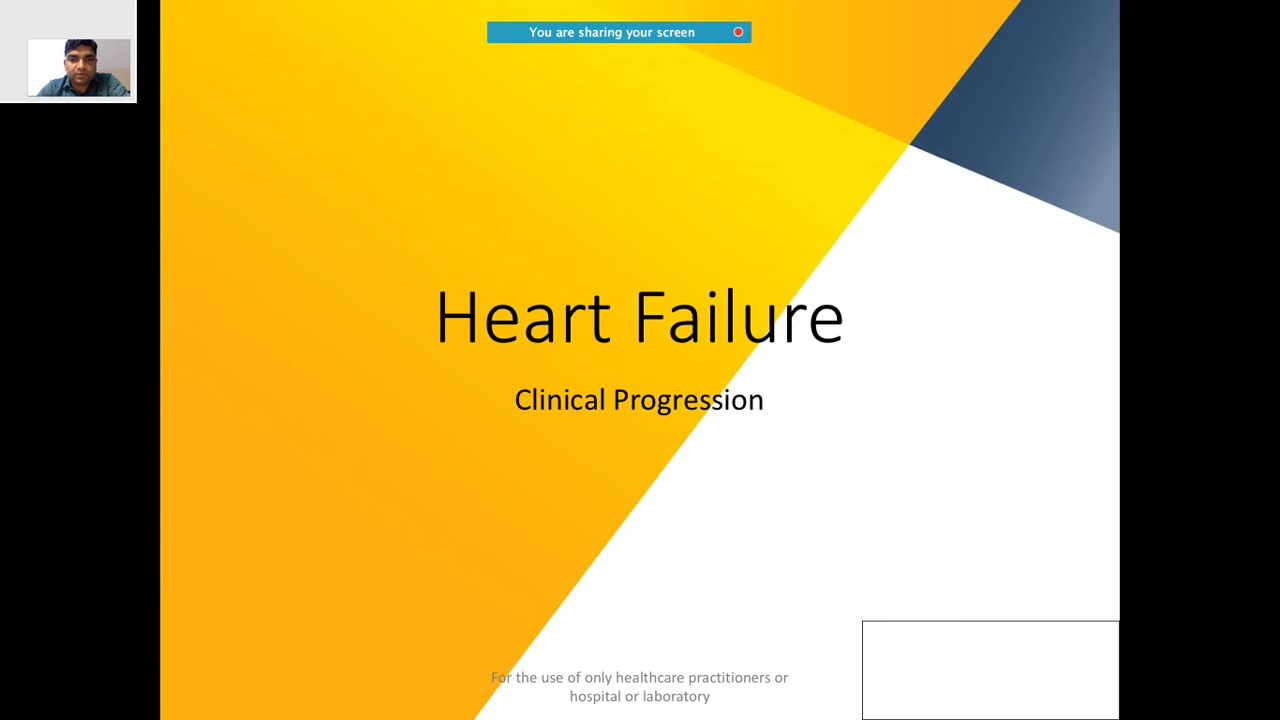 You are sharing your screen
Heart Failure
Clinical Progression
For the use of only healthcare practitioners or
hospital or laboratory